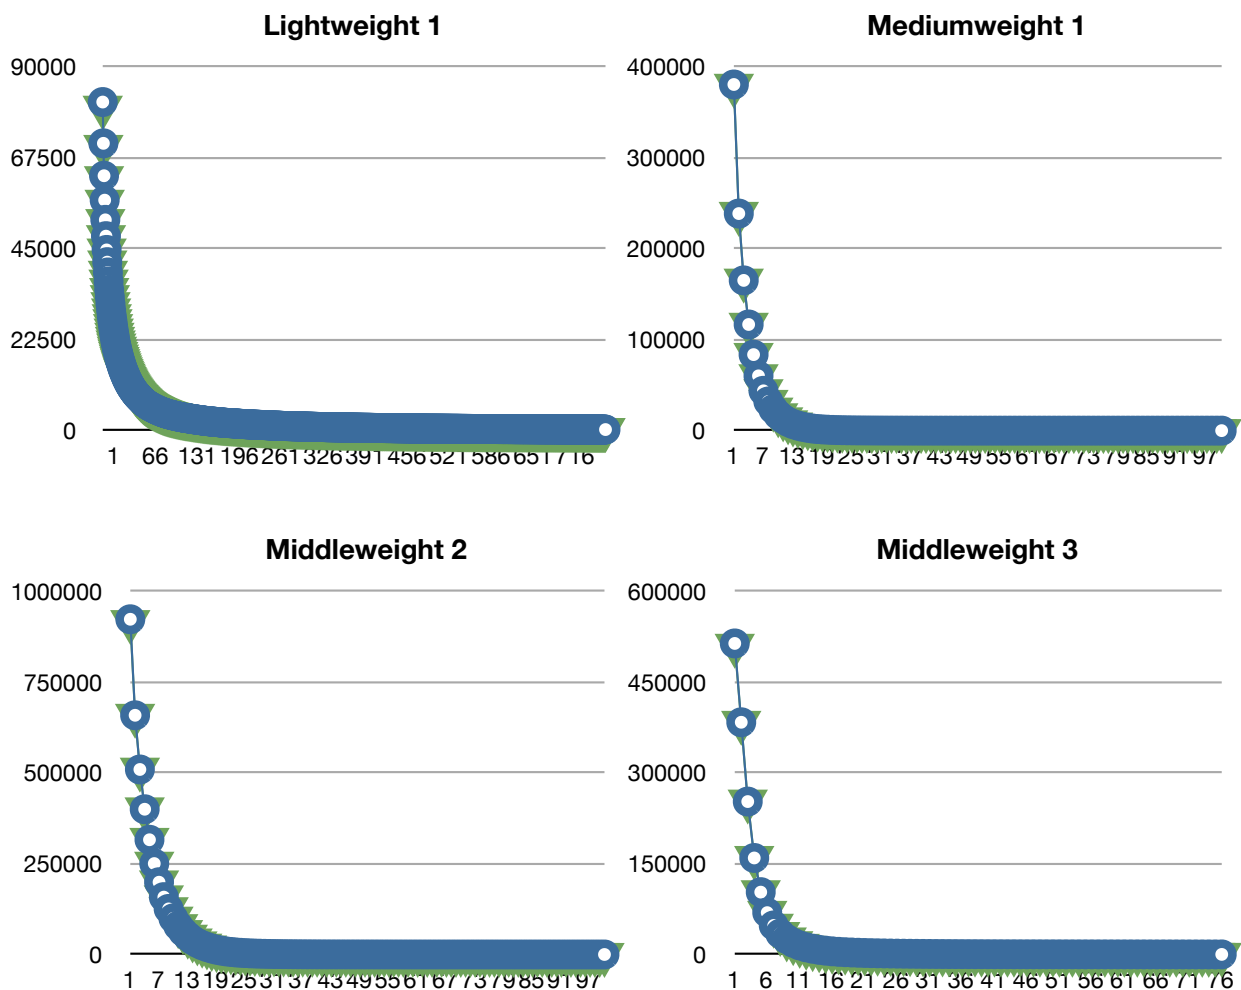 Lightweight 1
90000
67500
45000
22500
0
1 66 131 196 261 326 391 456 521 586 651 716
Mediumweight 1
400000
300000
200000
100000
0
1 7 13 19 25 31 37 43 49 55 61 67 73 79 85 91 97
Middleweight 2
1000000
750000
500000
250000
0
1 7 13 19 25 31 37 43 49 55 61 67 73 79 85 91 97
Middleweight 3
600000
450000
300000
150000
0
1 6 11 16 21 26 31 36 41 46 51 56 61 66 71 76